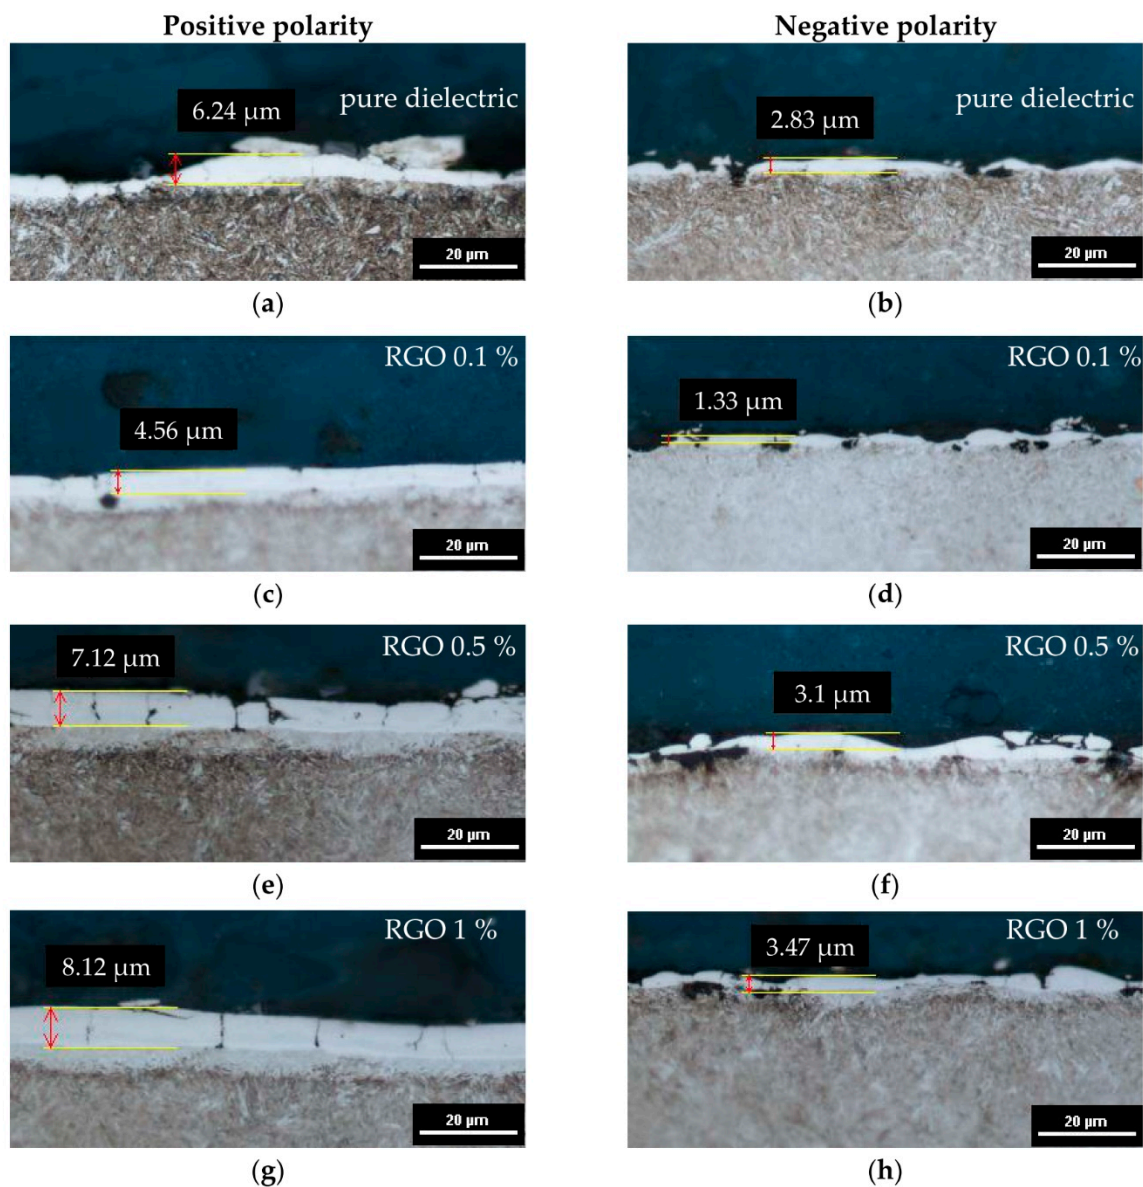 Positive polarity
Negative polarity
6.24 µm
pure dielectric
20 µm
(a)
2.83 µm
pure dielectric
20 µm
(b)
RGO 0.1 %
4.56 µm
20 µm
(c)
RGO 0.1 %
1.33 µm
20 µm
(d)
RGO 0.5 %
7.12 µm
20 µm
(e)
RGO 0.5 %
3.1 µm
20 µm
(f)
RGO 1 %
8.12 µm
20 µm
(g)
RGO 1 %
3.47 µm
20 µm
(h)